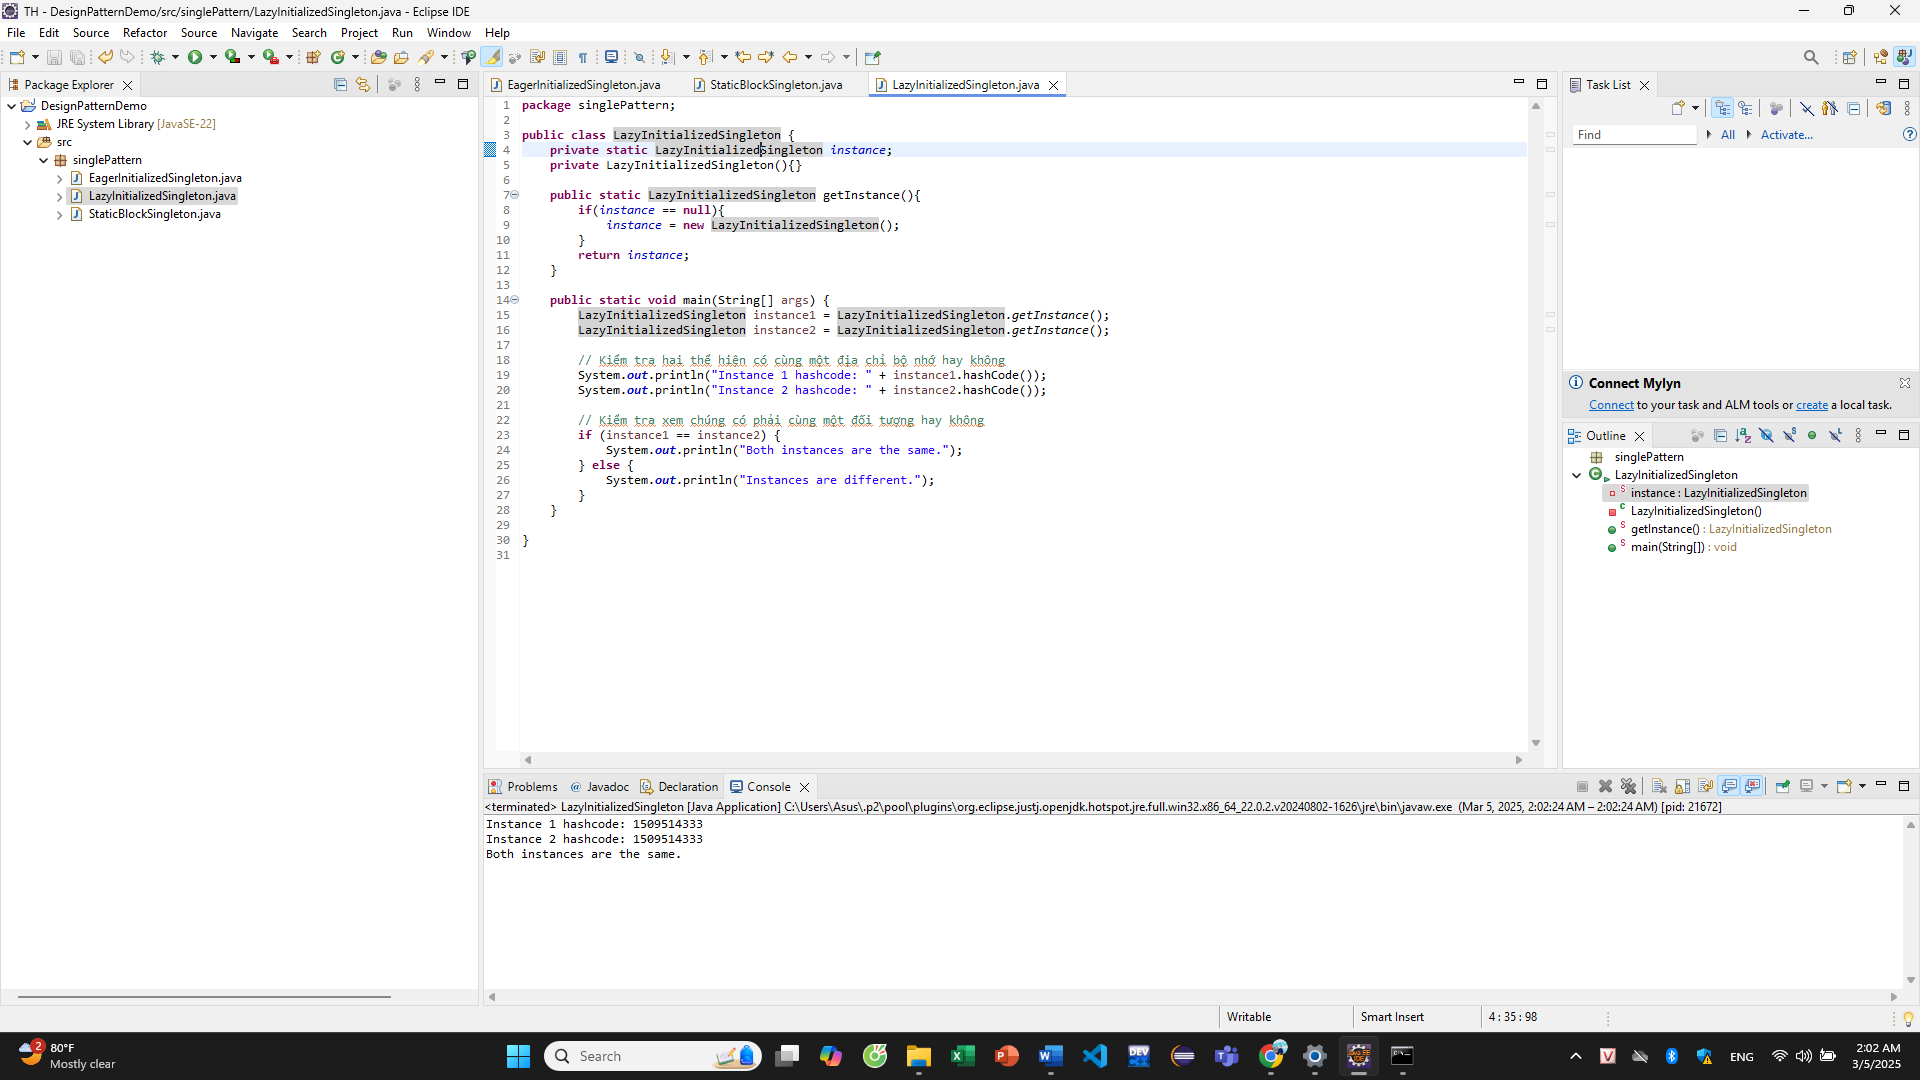 TH - DesignPatternDemo/src/singlePattern/LazyInitializedSingleton.java - Eclipse IDE
File Edit Source Refactor Source Navigate Search Project Run Window Help
Package Explorer
DesignPatternDemo
JRE System Library [JavaSE-22]
src
singlePattern
EagerInitializedSingleton.java
LazyInitializedSingleton.java
StaticBlockSingleton.java
EagerInitializedSingleton.java StaticBlockSingleton.java LazyInitializedSingleton.java
1 package singlePattern;
2
3 public class LazyInitializedSingleton {
4 private static LazyInitializedSingleton instance;
5 private LazyInitializedSingleton(){}
6
7 public static LazyInitializedSingleton getInstance(){
8 if(instance == null){
9 instance = new LazyInitializedSingleton();
10 }
11 return instance;
12 }
13
14 public static void main(String[] args) {
15 LazyInitializedSingleton instance1 = LazyInitializedSingleton.getInstance();
16 LazyInitializedSingleton instance2 = LazyInitializedSingleton.getInstance();
17
18 // Kiểm tra hai thể hiện có cùng một địa chỉ bộ nhớ hay không
19 System.out.println("Instance 1 hashcode: " + instance1.hashCode());
20 System.out.println("Instance 2 hashcode: " + instance2.hashCode());
21
22 // Kiểm tra xem chúng có phải cùng một đối tượng hay không
23 if (instance1 == instance2) {
24 System.out.println("Both instances are the same.");
25 } else {
26 System.out.println("Instances are different.");
27 }
28 }
29
30 }
31
Task List
Find All Activate...
Connect Mylyn
Connect to your task and ALM tools or create a local task.
Outline
singlePattern
LazyInitializedSingleton
instance : LazyInitializedSingleton
LazyInitializedSingleton()
getInstance() : LazyInitializedSingleton
main(String[]) : void
Problems Javadoc Declaration Console
<terminated> LazyInitializedSingleton [Java Application] C:\Users\Asus\.p2\pool\plugins\org.eclipse.justj.openjdk.hotspot.jre.full.win32.x86_64_22.0.2.v20240802-1626\jre\bin\javaw.exe (Mar 5, 2025, 2:02:24 AM – 2:02:24 AM) [pid: 21672]
Instance 1 hashcode: 1509514333
Instance 2 hashcode: 1509514333
Both instances are the same.
Writable Smart Insert 4 : 35 : 98
2
80°F
Mostly clear
Search
DEV
ENG
2:02 AM
3/5/2025